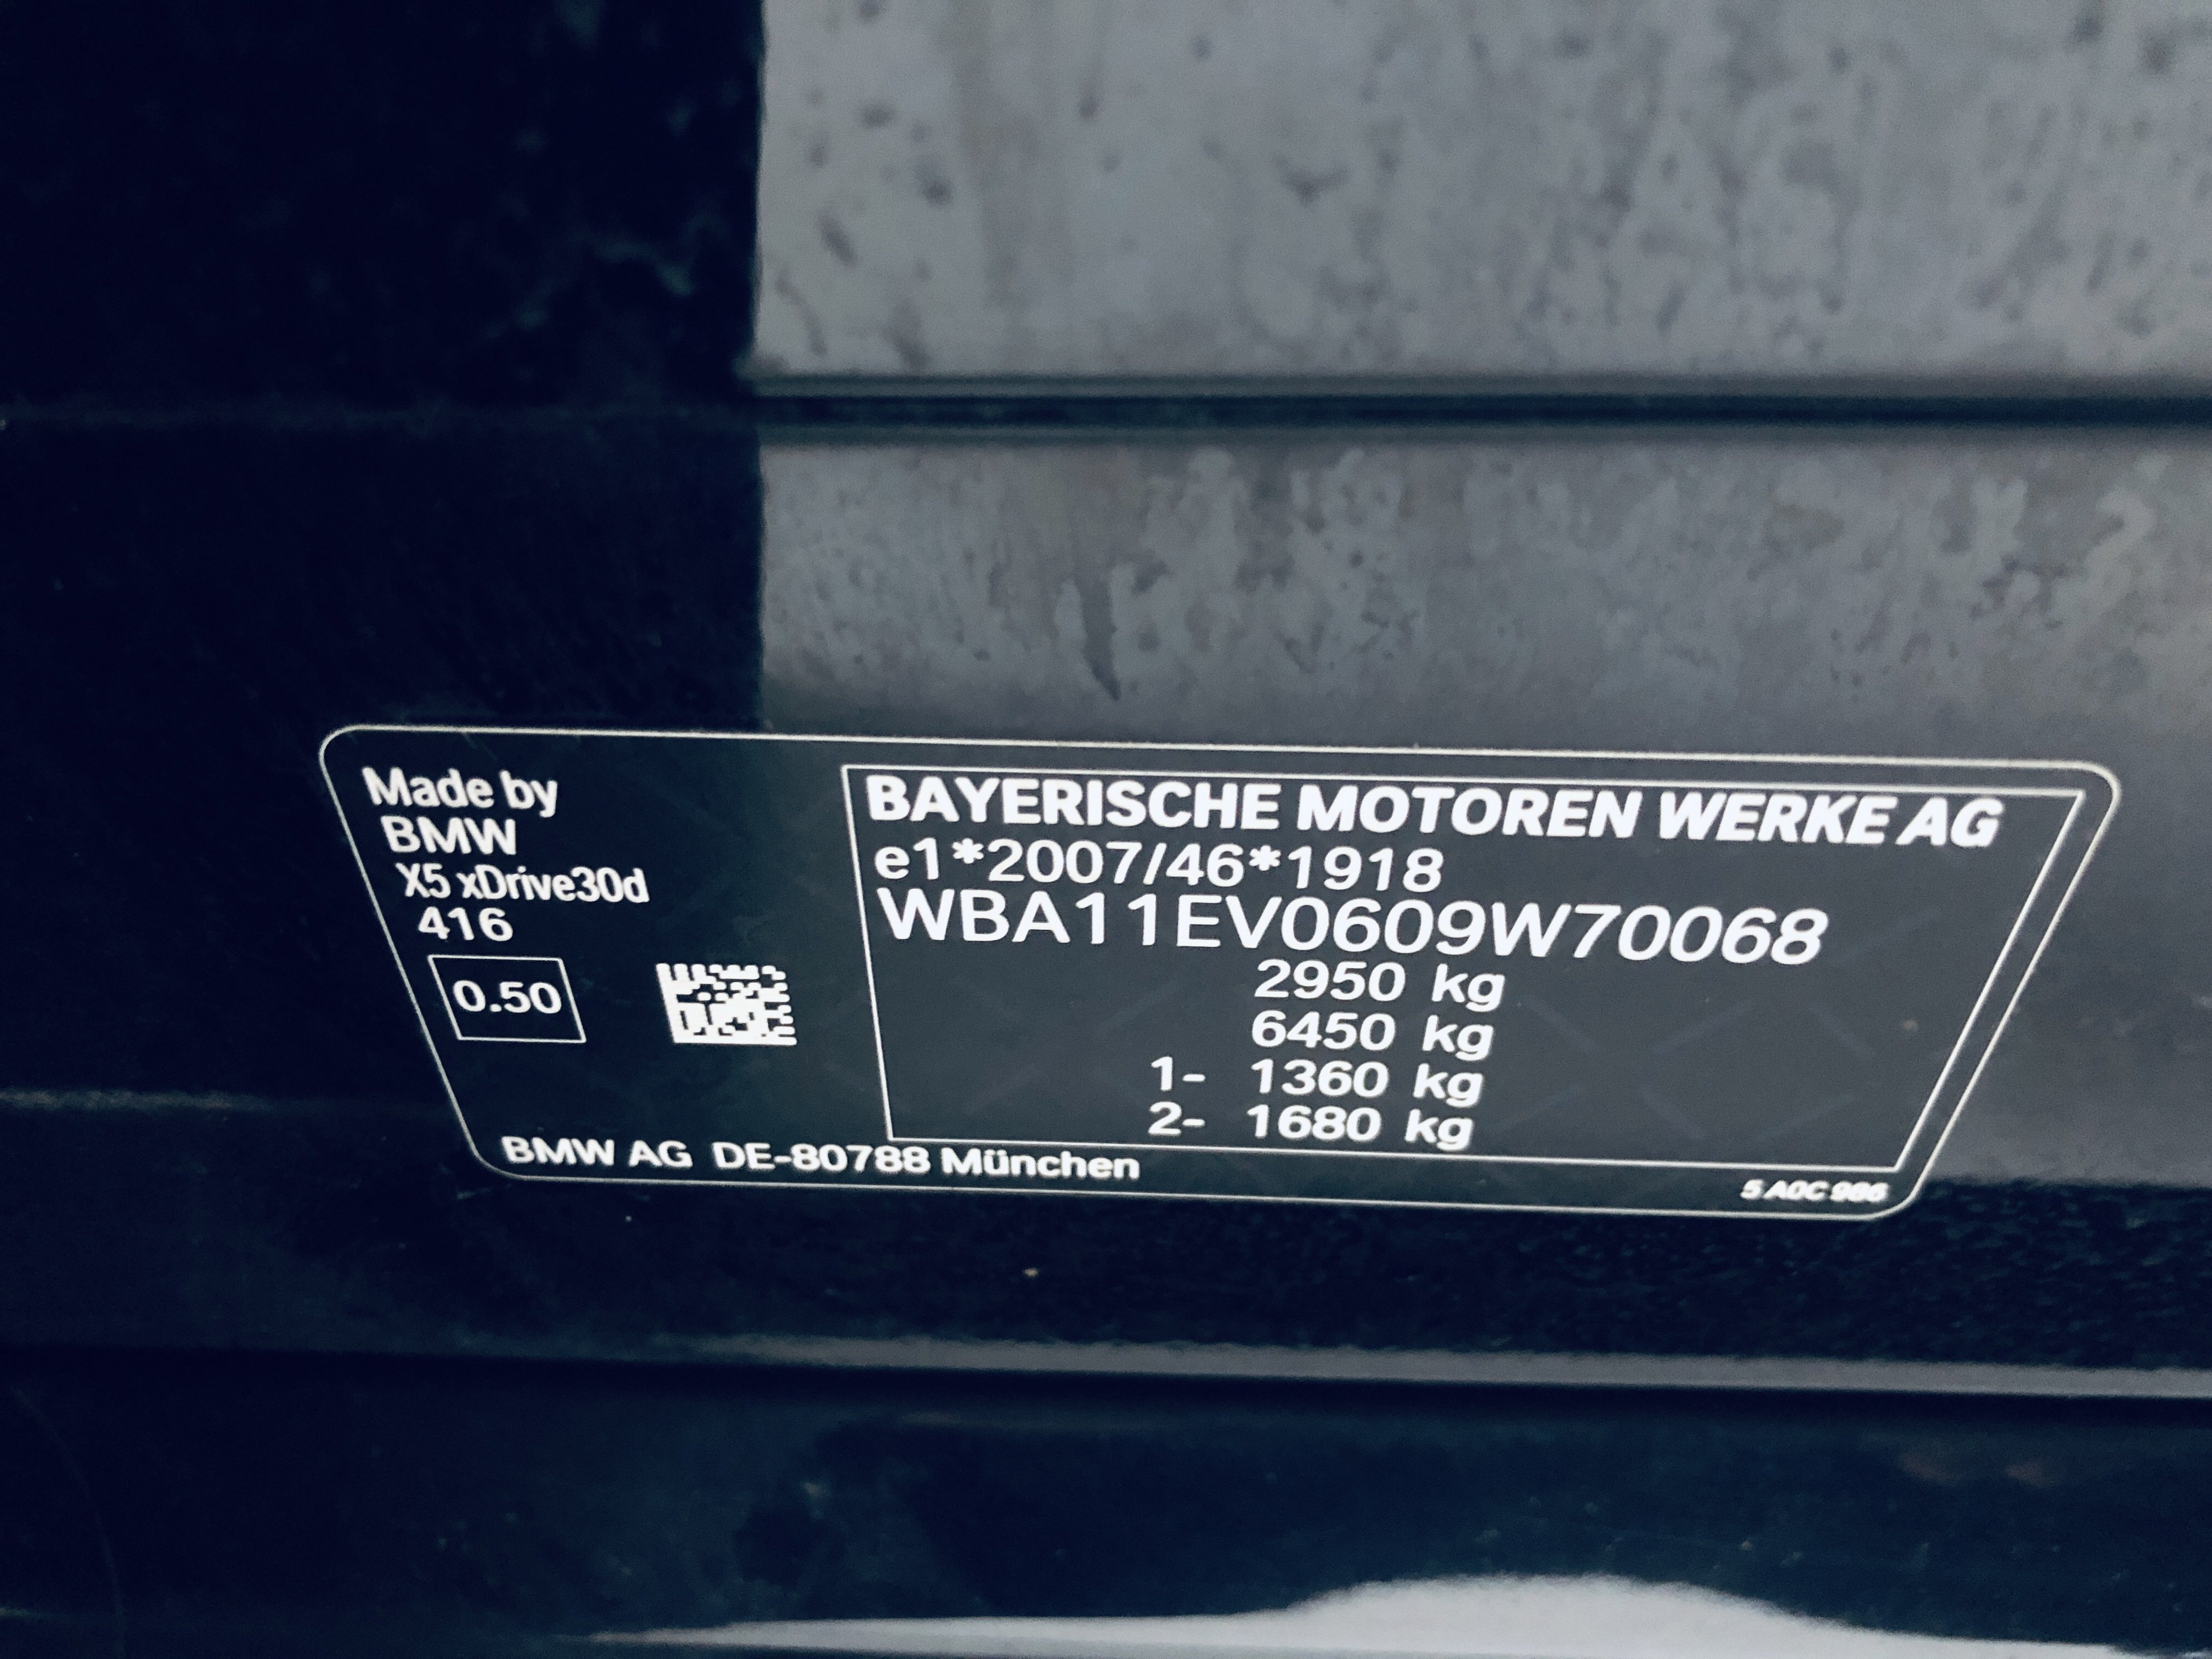 Made by
BMW
X5 xDrive30d
416
0.50
BAYERISCHE MOTOREN WERKE AG
e1*2007/46*1918
WBA11EV0609W70068
2950 kg
6450 kg
1- 1360 kg
2- 1680 kg
BMW AG DE-80788 München
5 A0C 986